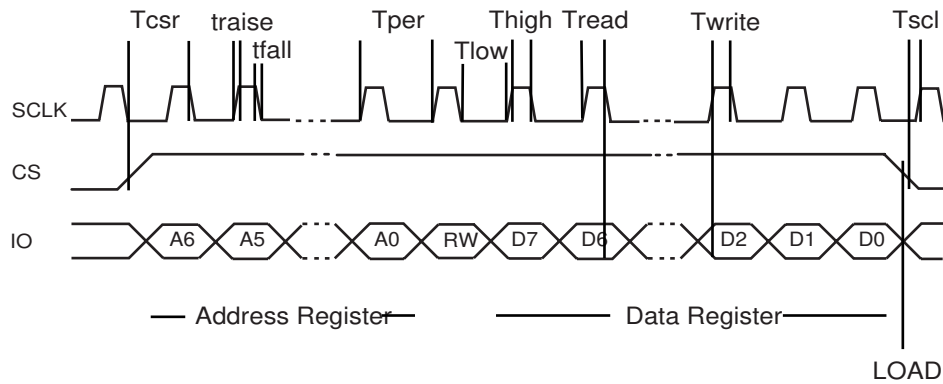 Tcsr traise Tper Thigh Tread Twrite Tscl
tfall Tlow
SCLK
CS
IO A6 A5 A0 RW D7 D6 D2 D1 D0
Address Register Data Register
LOAD